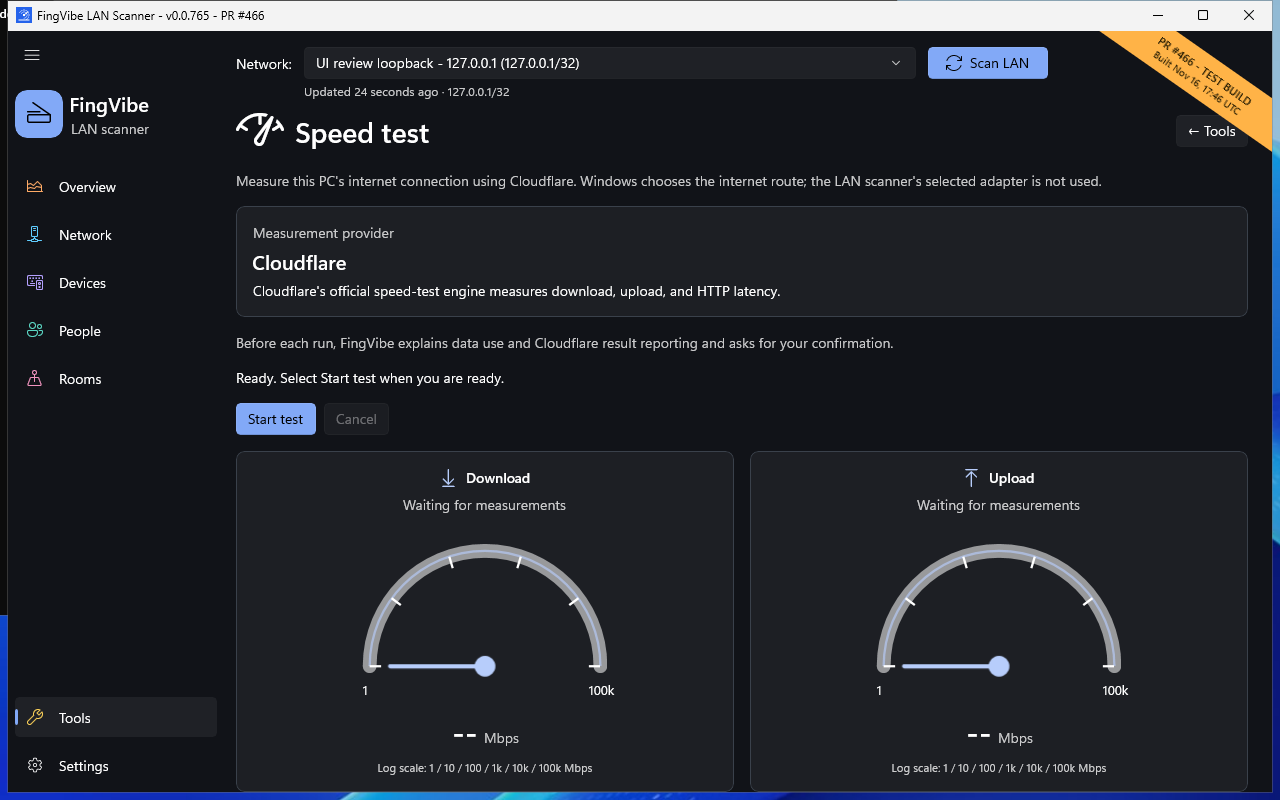 FingVibe LAN Scanner - v0.0.765 - PR #466
Network:
UI review loopback - 127.0.0.1 (127.0.0.1/32)
Scan LAN
Updated 24 seconds ago · 127.0.0.1/32
PR #466 - TEST BUILD
Built Nov 16, 17:46 UTC
FingVibe
LAN scanner
Overview
Network
Devices
People
Rooms
Tools
Settings
Speed test
← Tools
Measure this PC's internet connection using Cloudflare. Windows chooses the internet route; the LAN scanner's selected adapter is not used.
Measurement provider
Cloudflare
Cloudflare's official speed-test engine measures download, upload, and HTTP latency.
Before each run, FingVibe explains data use and Cloudflare result reporting and asks for your confirmation.
Ready. Select Start test when you are ready.
Start test
Cancel
Download
Waiting for measurements
1
100k
-- Mbps
Log scale: 1 / 10 / 100 / 1k / 10k / 100k Mbps
Upload
Waiting for measurements
1
100k
-- Mbps
Log scale: 1 / 10 / 100 / 1k / 10k / 100k Mbps